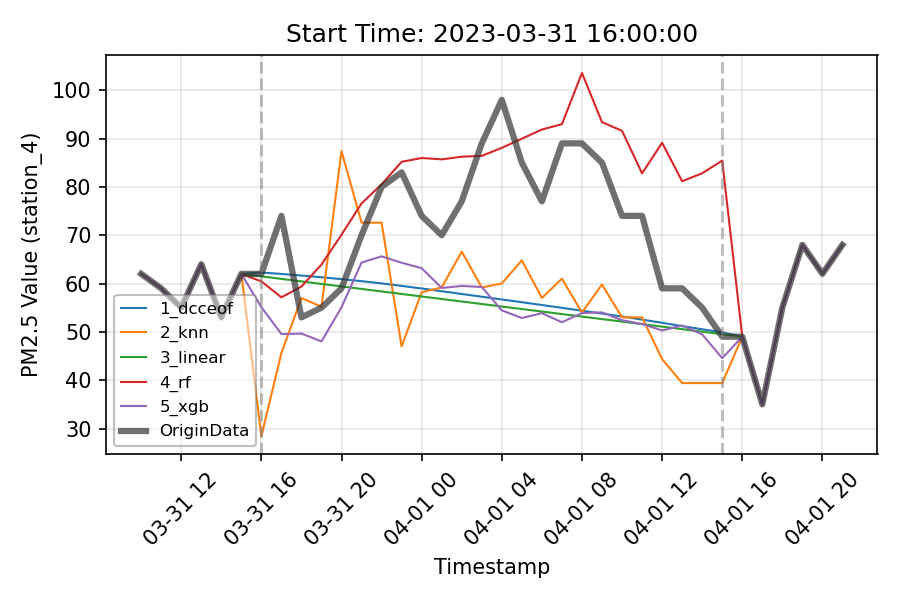 Start Time: 2023-03-31 16:00:00
PM2.5 Value (station_4)
100
90
80
70
60
50
40
30
1_dcceof
2_knn
3_linear
4_rf
5_xgb
OriginData
03-31 12
03-31 16
03-31 20
04-01 00
04-01 04
04-01 08
04-01 12
04-01 16
04-01 20
Timestamp